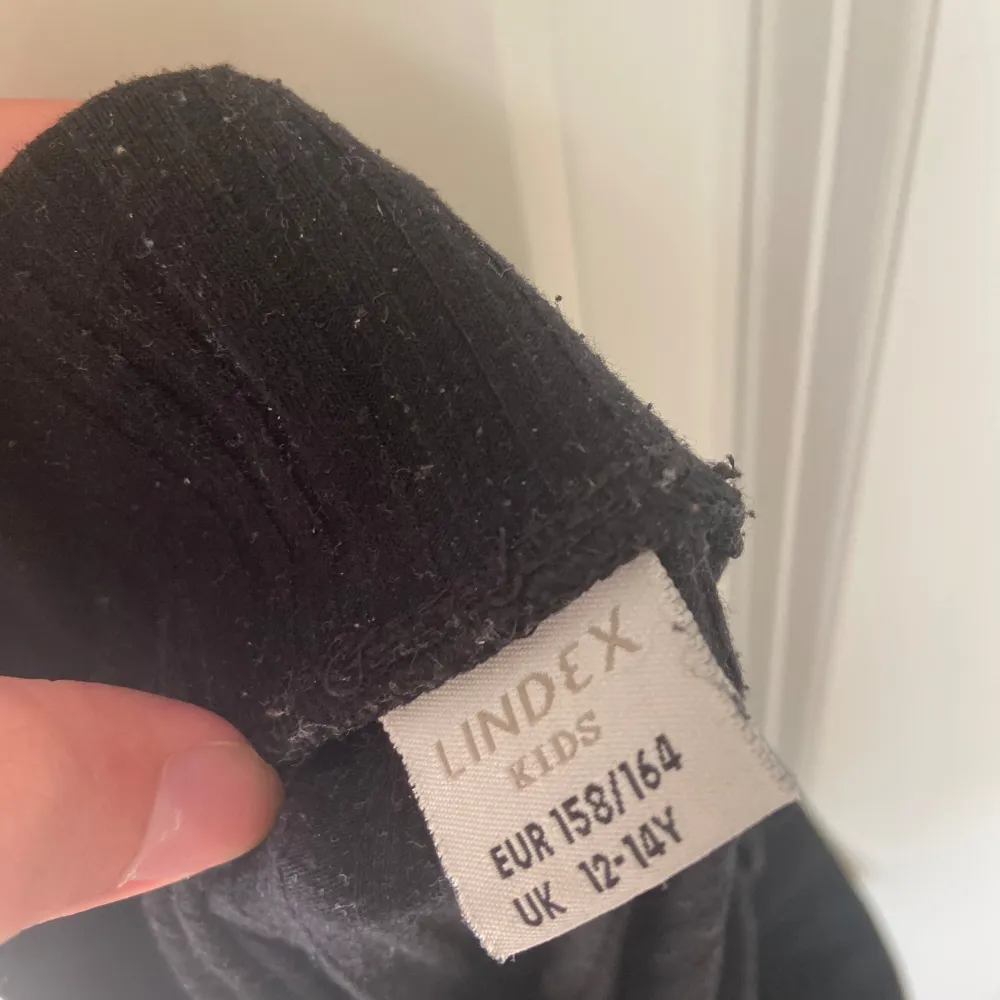 LINDEX
KIDS
EUR 158/164
UK 12-14Y